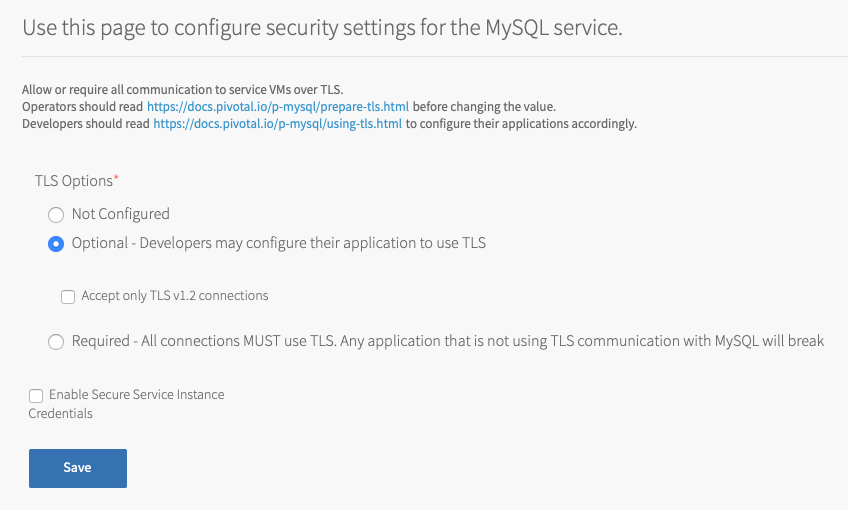 Use this page to configure security settings for the MySQL service.
Allow or require all communication to service VMs over TLS.
Operators should read https://docs.pivotal.io/p-mysql/prepare-tls.html before changing the value.
Developers should read https://docs.pivotal.io/p-mysql/using-tls.html to configure their applications accordingly.
TLS Options*
Not Configured
Optional - Developers may configure their application to use TLS
Accept only TLS v1.2 connections
Required - All connections MUST use TLS. Any application that is not using TLS communication with MySQL will break
Enable Secure Service Instance
Credentials
Save